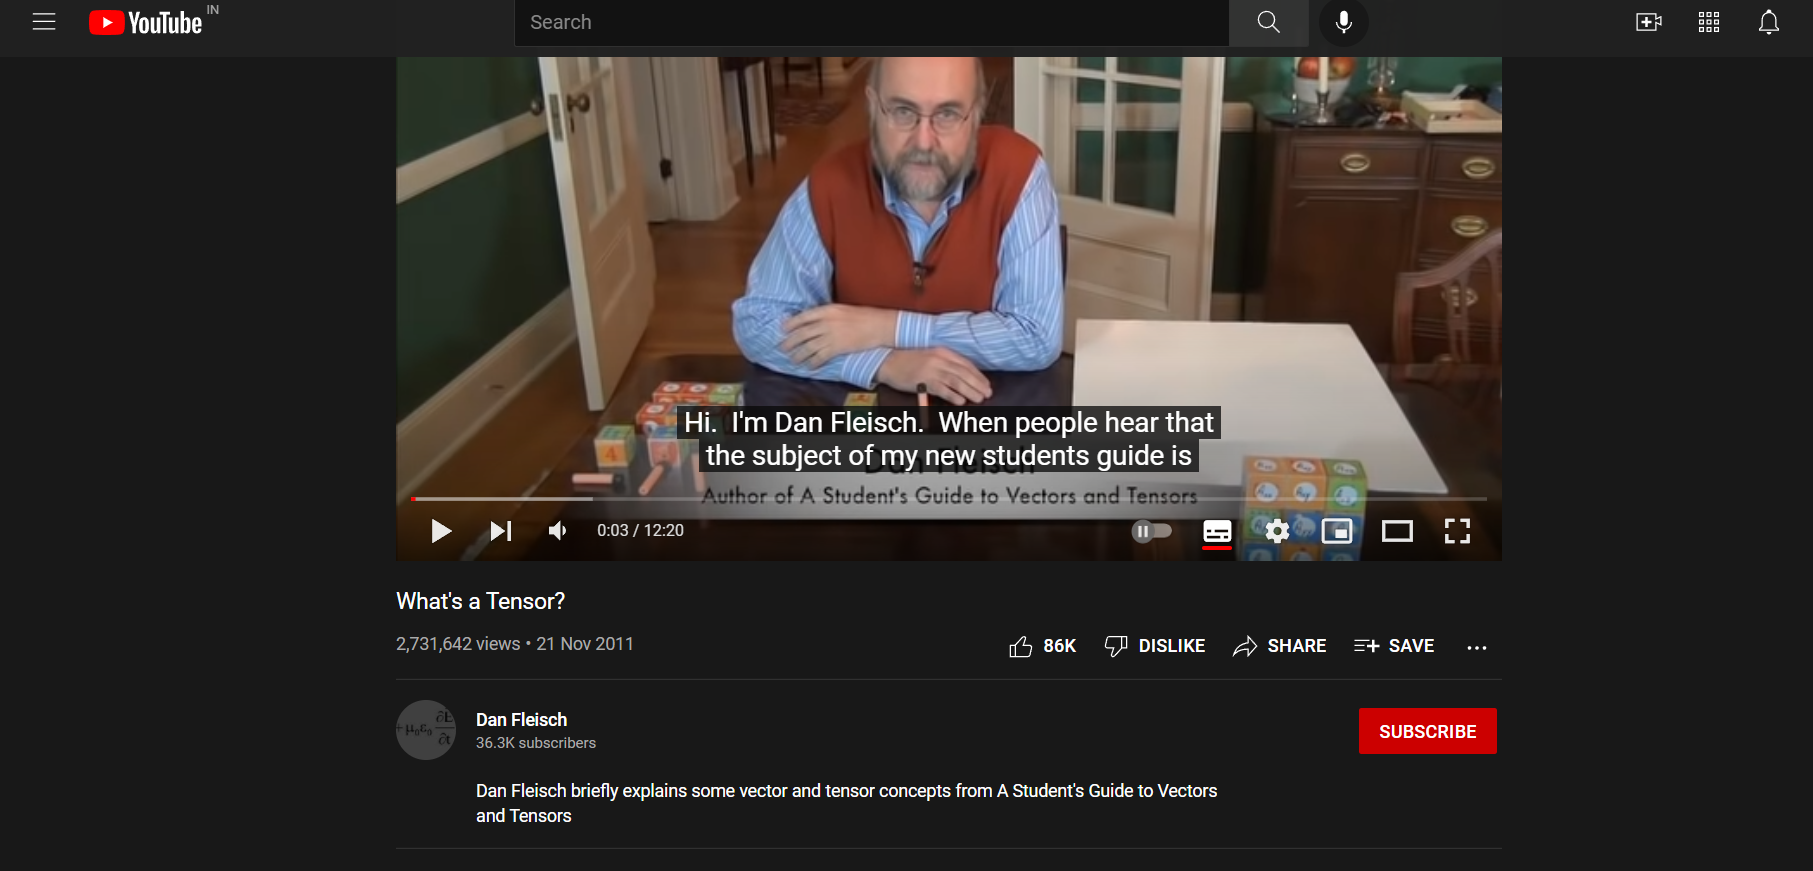 YouTube IN
Search
Hi.  I'm Dan Fleisch.  When people hear that
the subject of my new students guide is
Dan Fleisch
Author of A Student's Guide to Vectors and Tensors
4
0:03 / 12:20
What's a Tensor?
2,731,642 views • 21 Nov 2011
86K DISLIKE SHARE SAVE ...
Dan Fleisch
36.3K subscribers
SUBSCRIBE
Dan Fleisch briefly explains some vector and tensor concepts from A Student's Guide to Vectors
and Tensors